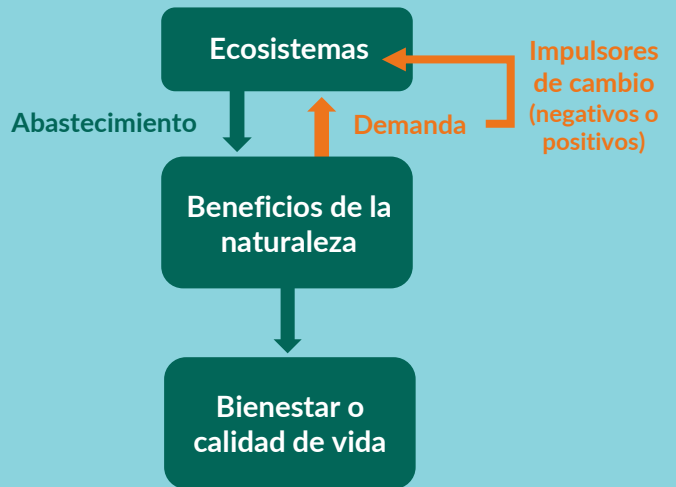 Ecosistemas
Impulsores
de cambio
(negativos o
positivos)
Abastecimiento
Demanda
Beneficios de la
naturaleza
Bienestar o
calidad de vida